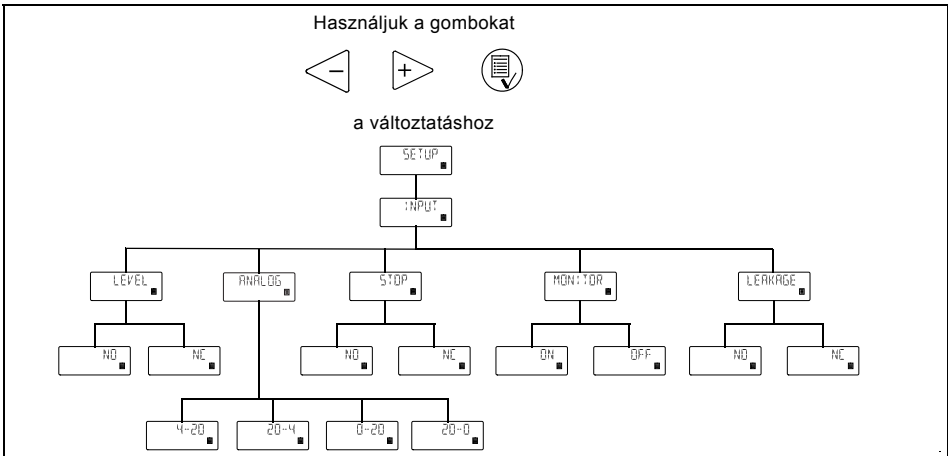 Használjuk a gombokat
a változtatáshoz
SETUP
INPUT
LEVEL ANALOG STOP MONITOR LEAKAGE
NO NC NO NC ON OFF NO NC
4-20 20-4 0-20 20-0